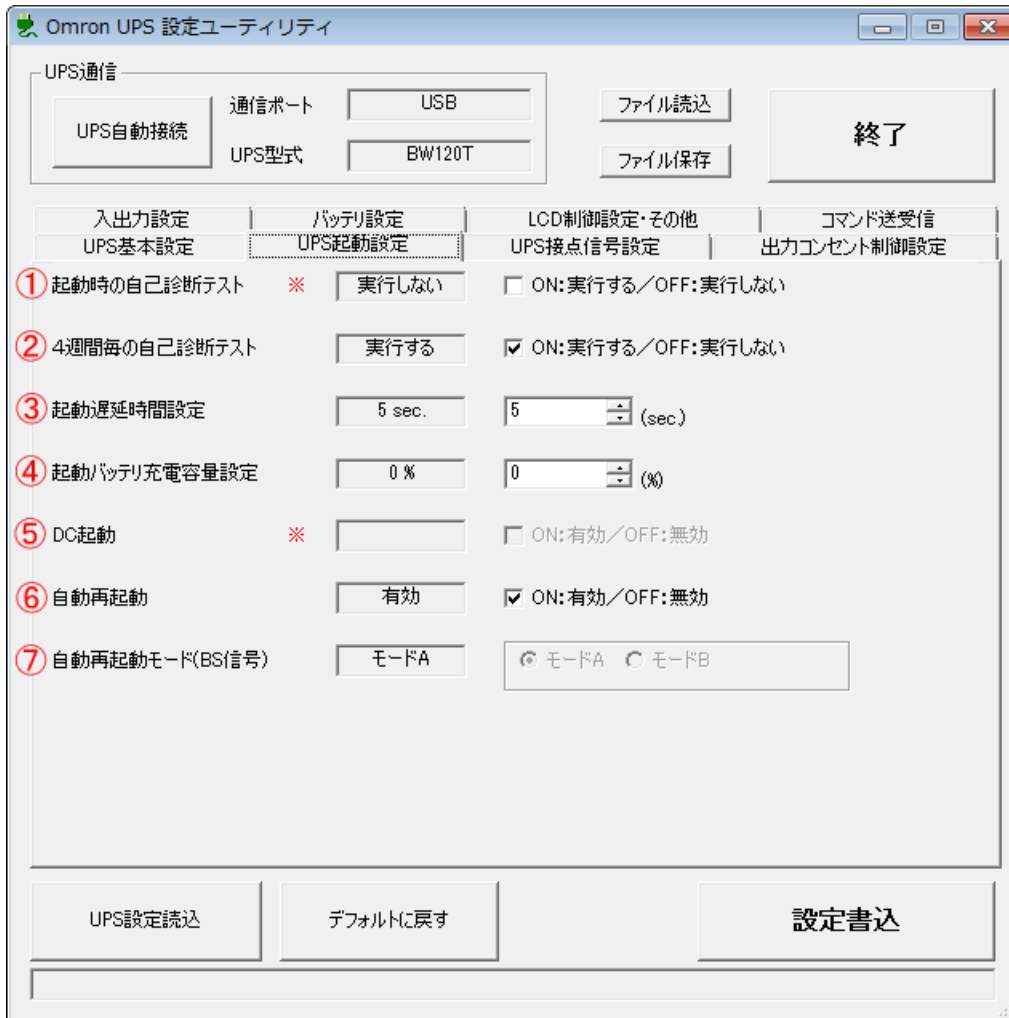 Omron UPS 設定ユーティリティ
UPS通信
UPS自動接続
通信ポート USB
UPS型式 BW120T
ファイル読込
ファイル保存
終了
入出力設定 バッテリ設定 LCD制御設定・その他 コマンド送受信
UPS基本設定 UPS起動設定 UPS接点信号設定 出力コンセント制御設定
① 起動時の自己診断テスト ※ 実行しない ON:実行する/OFF:実行しない
② 4週間毎の自己診断テスト 実行する ON:実行する/OFF:実行しない
③ 起動遅延時間設定 5 sec. 5 (sec.)
④ 起動バッテリ充電容量設定 0 % 0 (%)
⑤ DC起動 ※ ON:有効/OFF:無効
⑥ 自動再起動 有効 ON:有効/OFF:無効
⑦ 自動再起動モード(BS信号) モードA モードA モードB
UPS設定読込 デフォルトに戻す 設定書込